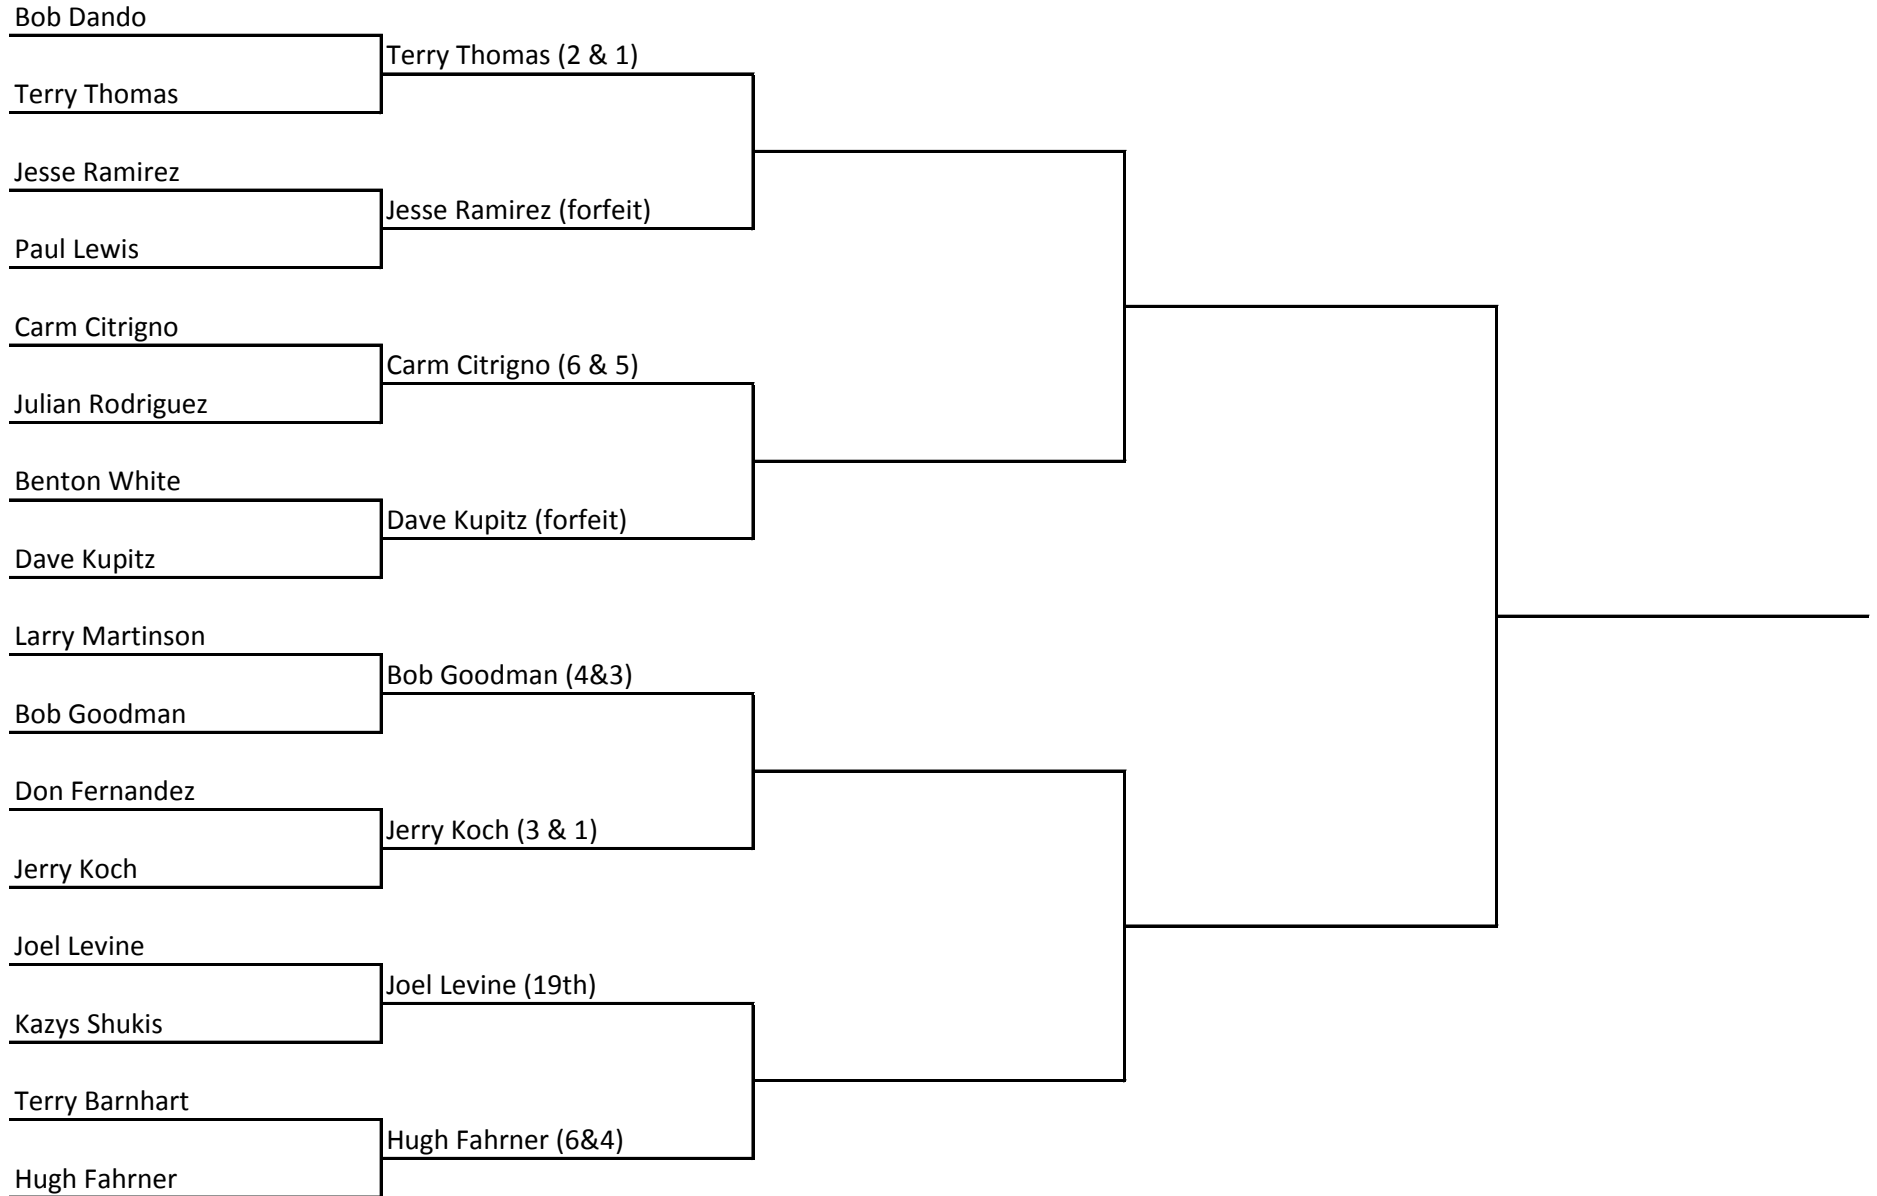 Bob Dando
Terry Thomas (2 & 1)
Terry Thomas
Jesse Ramirez
Jesse Ramirez (forfeit)
Paul Lewis
Carm Citrigno
Carm Citrigno (6 & 5)
Julian Rodriguez
Benton White
Dave Kupitz (forfeit)
Dave Kupitz
Larry Martinson
Bob Goodman (4&3)
Bob Goodman
Don Fernandez
Jerry Koch (3 & 1)
Jerry Koch
Joel Levine
Joel Levine (19th)
Kazys Shukis
Terry Barnhart
Hugh Fahrner (6&4)
Hugh Fahrner